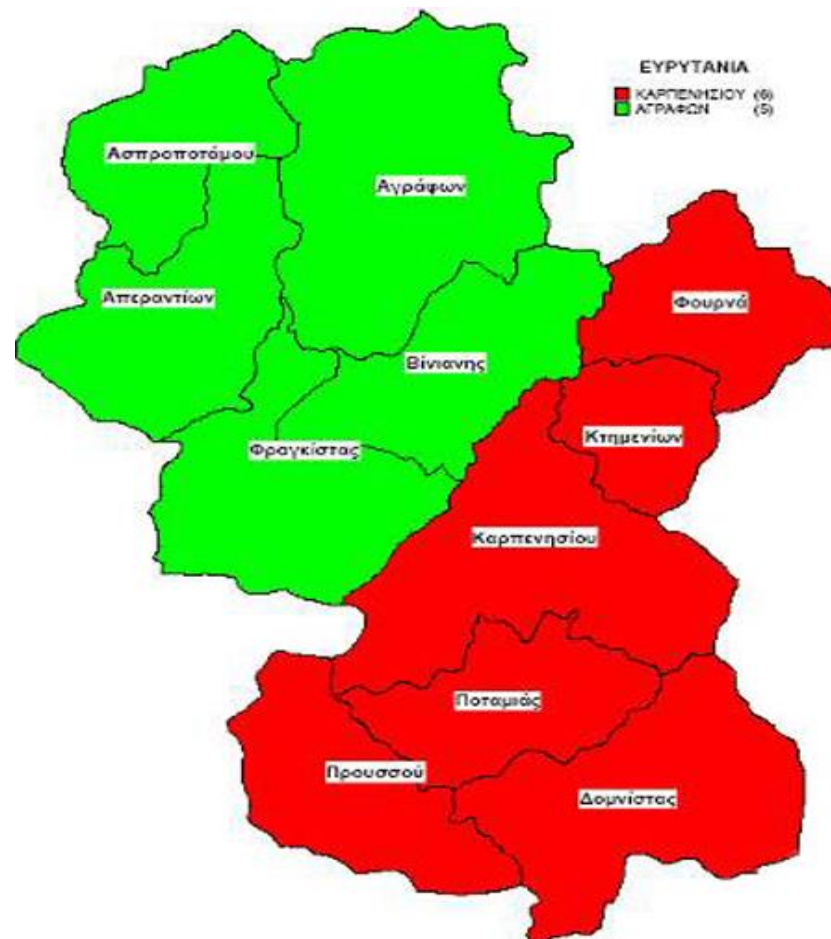 ΕΥΡΥΤΑΝΙΑ
ΚΑΡΠΕΝΗΣΙΟΥ (6)
ΑΓΡΑΦΩΝ (5)
Ασπροποτάμου
Αγράφων
Απεραντίων
Φουρνά
Βίνιανης
Κτημενίων
Φραγκίστας
Καρπενησίου
Ποταμιάς
Προυσσού
Δομνίστας